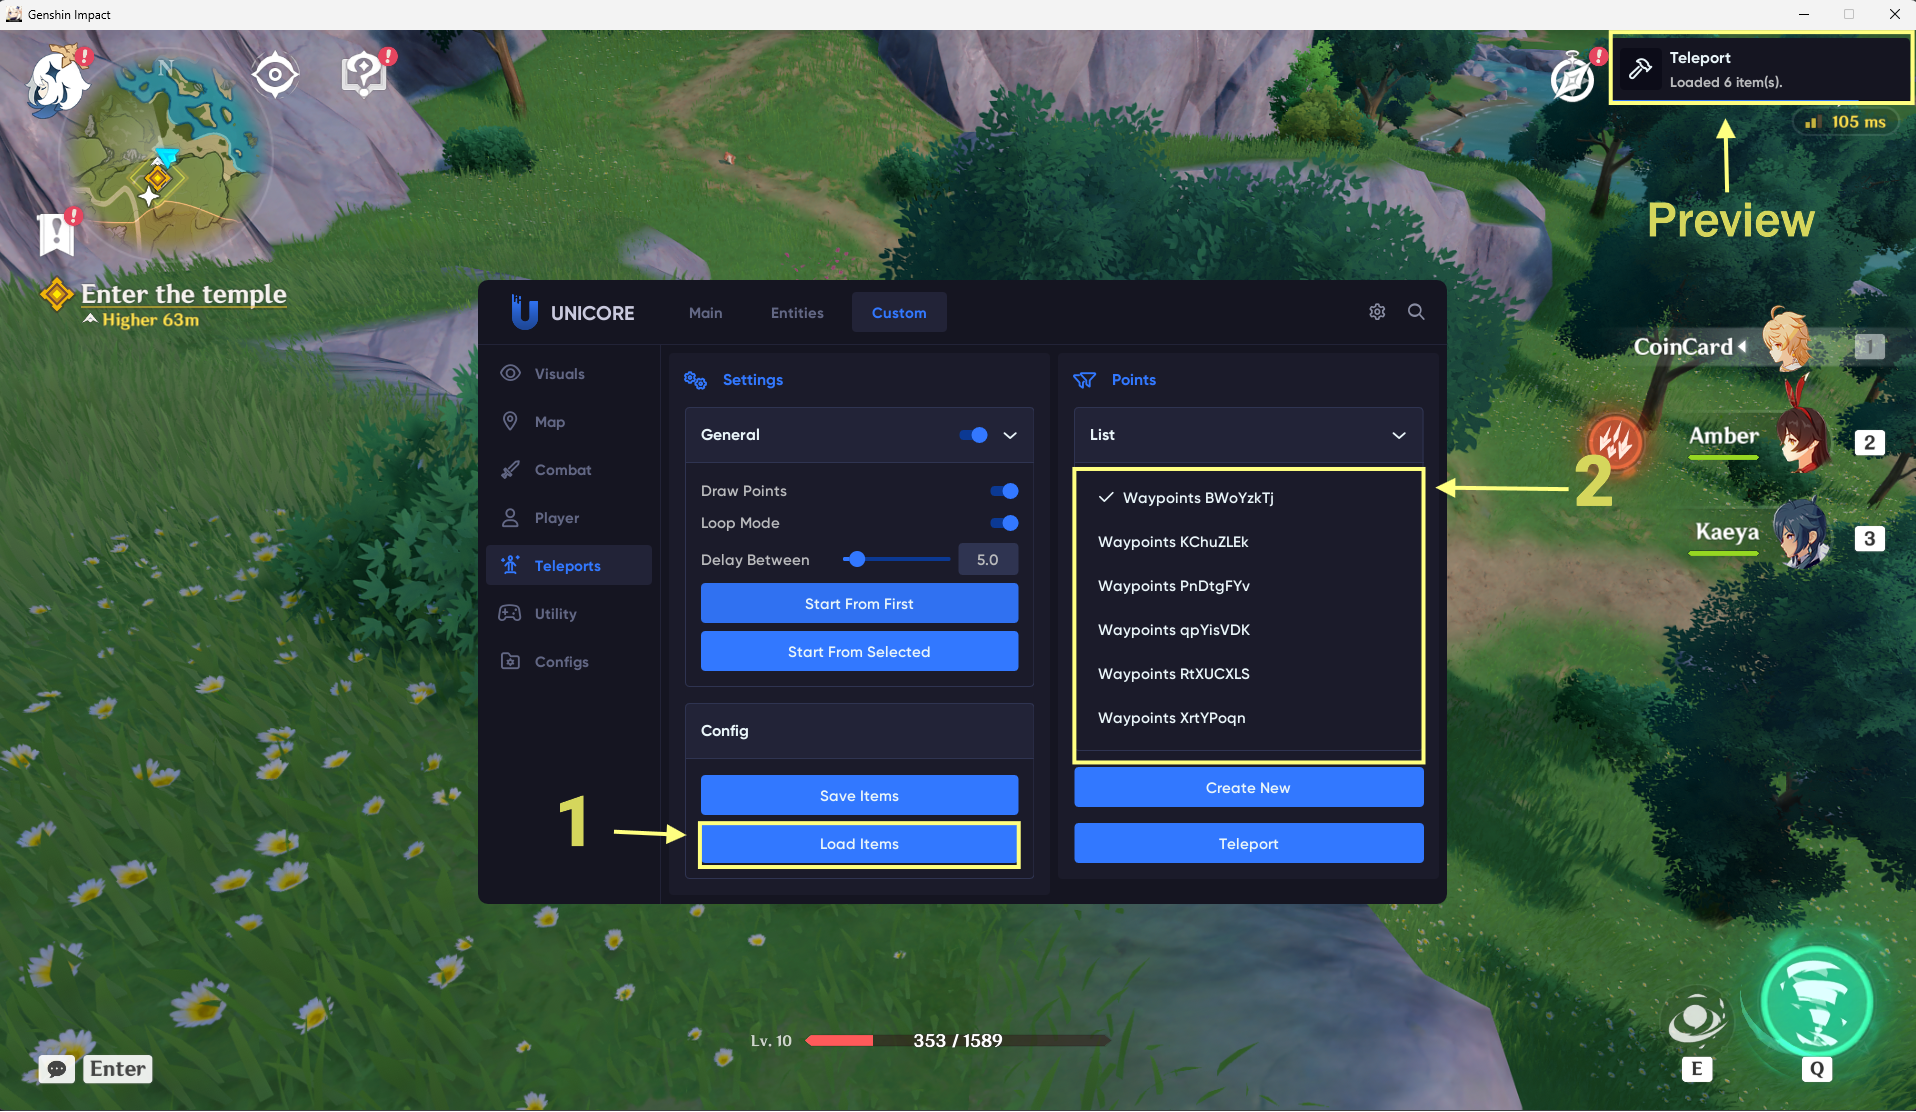 Genshin Impact
N
Teleport
Loaded 6 item(s).
105 ms
Preview
Enter the temple
Higher 63m
UNICORE
Main
Entities
Custom
Visuals
Map
Combat
Player
Teleports
Utility
Configs
Settings
General
Draw Points
Loop Mode
Delay Between
5.0
Start From First
Start From Selected
Config
Save Items
Load Items
1
Points
List
Waypoints BWoYzkTj
Waypoints KChuZLEk
Waypoints PnDtgFYv
Waypoints qpYisVDK
Waypoints RtXUCXLS
Waypoints XrtYPoqn
Create New
Teleport
2
CoinCard
1
Amber
2
Kaeya
3
Lv. 10
353 / 1589
Enter
E
Q